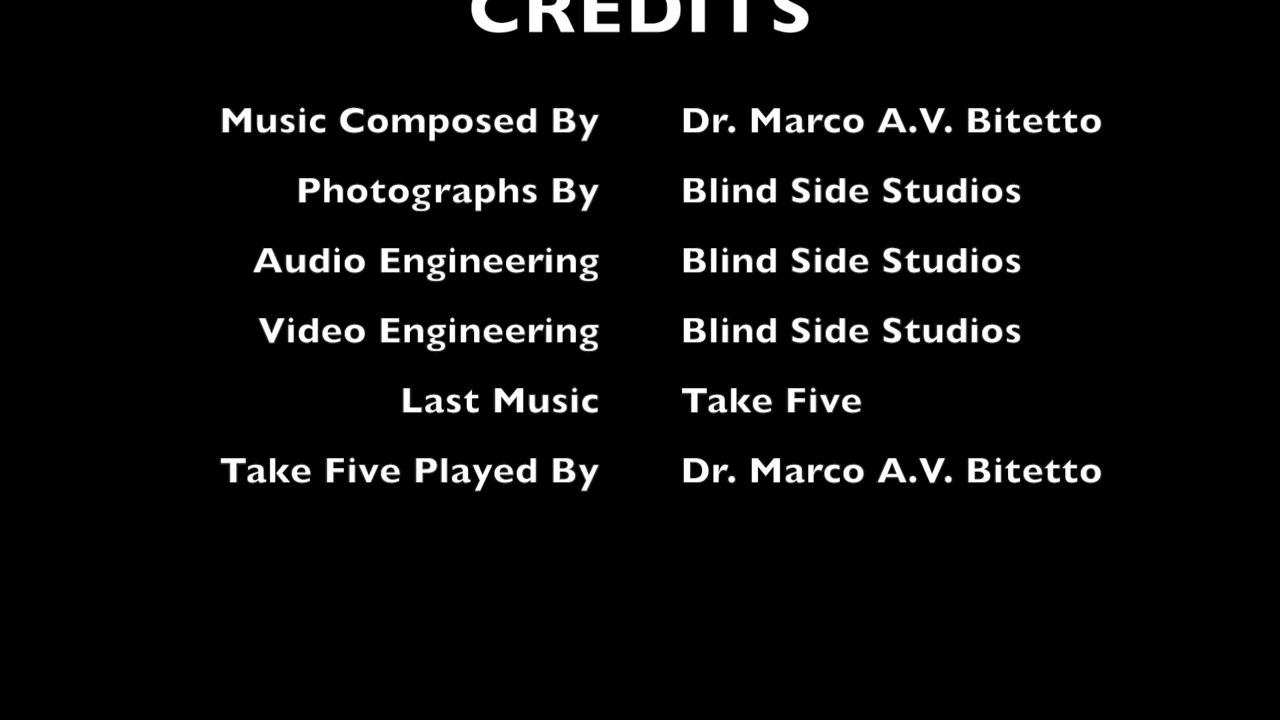 CREDITS
Music Composed By Dr. Marco A.V. Bitetto
Photographs By Blind Side Studios
Audio Engineering Blind Side Studios
Video Engineering Blind Side Studios
Last Music Take Five
Take Five Played By Dr. Marco A.V. Bitetto